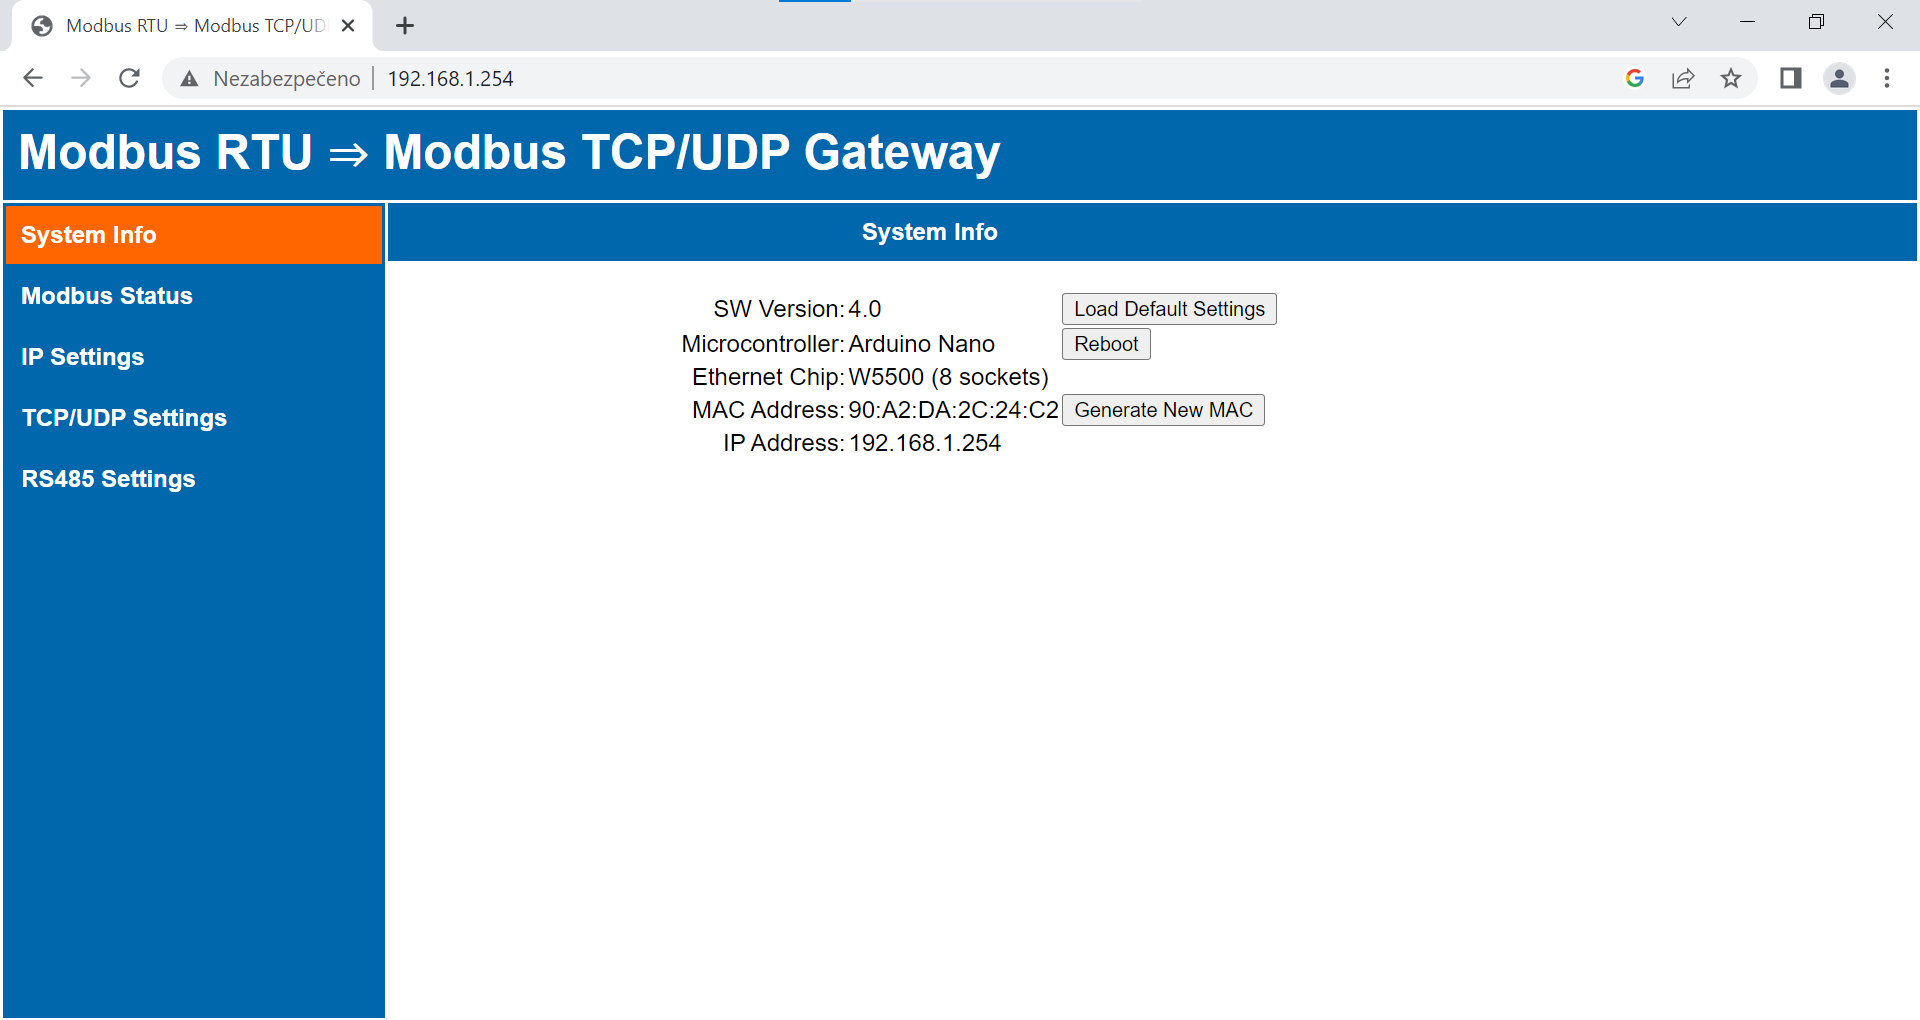 Modbus RTU ⇒ Modbus TCP/UD
Nezabezpečeno 192.168.1.254
Modbus RTU ⇒ Modbus TCP/UDP Gateway
System Info
Modbus Status
IP Settings
TCP/UDP Settings
RS485 Settings
System Info
SW Version: 4.0 Load Default Settings
Microcontroller: Arduino Nano Reboot
Ethernet Chip: W5500 (8 sockets)
MAC Address: 90:A2:DA:2C:24:C2 Generate New MAC
IP Address: 192.168.1.254